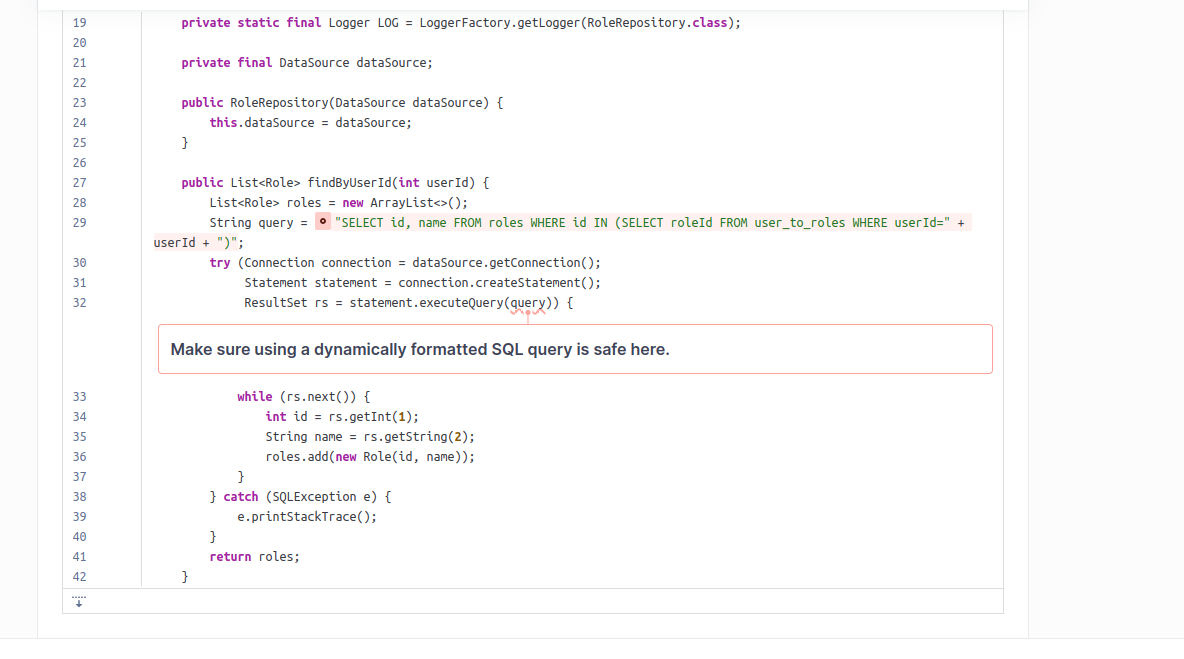 19 private static final Logger LOG = LoggerFactory.getLogger(RoleRepository.class);
20
21 private final DataSource dataSource;
22
23 public RoleRepository(DataSource dataSource) {
24 this.dataSource = dataSource;
25 }
26
27 public List<Role> findByUserId(int userId) {
28 List<Role> roles = new ArrayList<>();
29 String query = "SELECT id, name FROM roles WHERE id IN (SELECT roleId FROM user_to_roles WHERE userId=" +
userId + ")";
30 try (Connection connection = dataSource.getConnection();
31 Statement statement = connection.createStatement();
32 ResultSet rs = statement.executeQuery(query)) {
Make sure using a dynamically formatted SQL query is safe here.
33 while (rs.next()) {
34 int id = rs.getInt(1);
35 String name = rs.getString(2);
36 roles.add(new Role(id, name));
37 }
38 } catch (SQLException e) {
39 e.printStackTrace();
40 }
41 return roles;
42 }